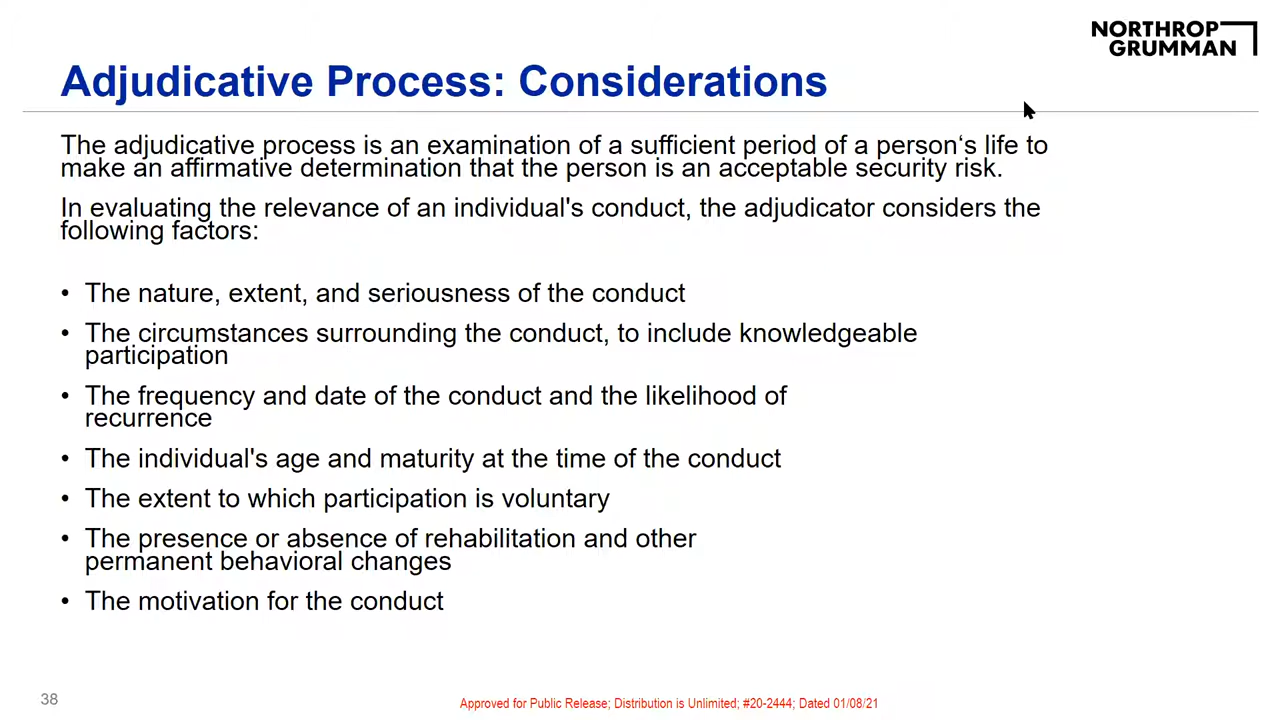 NORTHROP
GRUMMAN
Adjudicative Process: Considerations
The adjudicative process is an examination of a sufficient period of a person‘s life to
make an affirmative determination that the person is an acceptable security risk.
In evaluating the relevance of an individual's conduct, the adjudicator considers the
following factors:
• The nature, extent, and seriousness of the conduct
• The circumstances surrounding the conduct, to include knowledgeable
participation
• The frequency and date of the conduct and the likelihood of
recurrence
• The individual's age and maturity at the time of the conduct
• The extent to which participation is voluntary
• The presence or absence of rehabilitation and other
permanent behavioral changes
• The motivation for the conduct
38
Approved for Public Release; Distribution is Unlimited; #20-2444; Dated 01/08/21